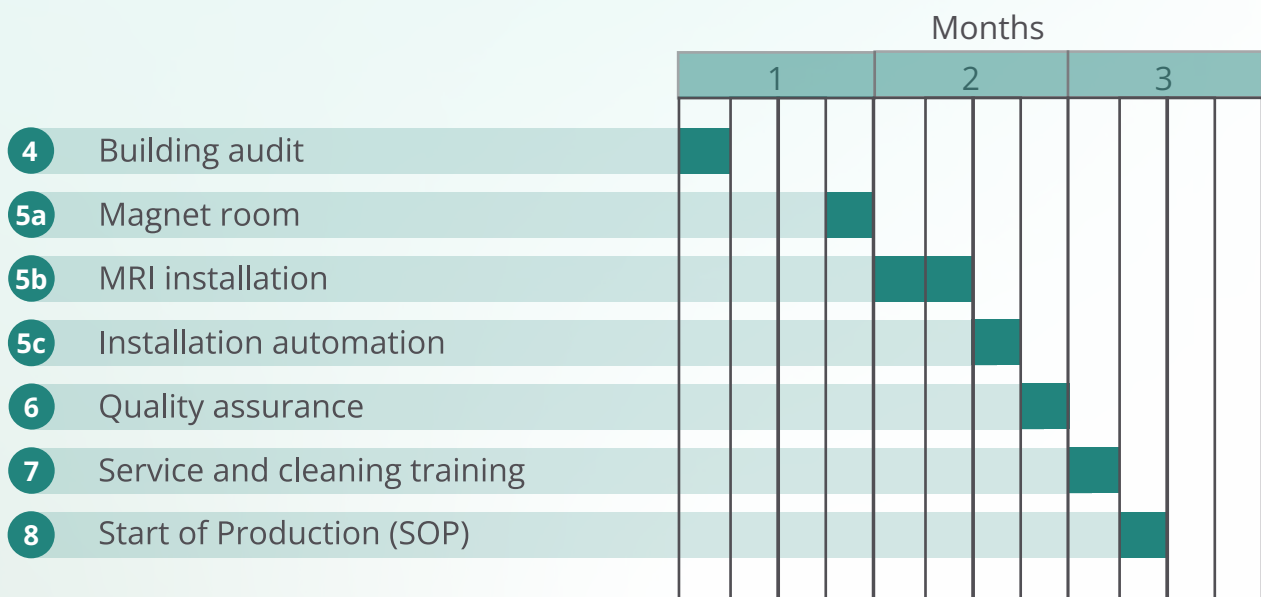 Months
1 2 3
4 Building audit
5a Magnet room
5b MRI installation
5c Installation automation
6 Quality assurance
7 Service and cleaning training
8 Start of Production (SOP)